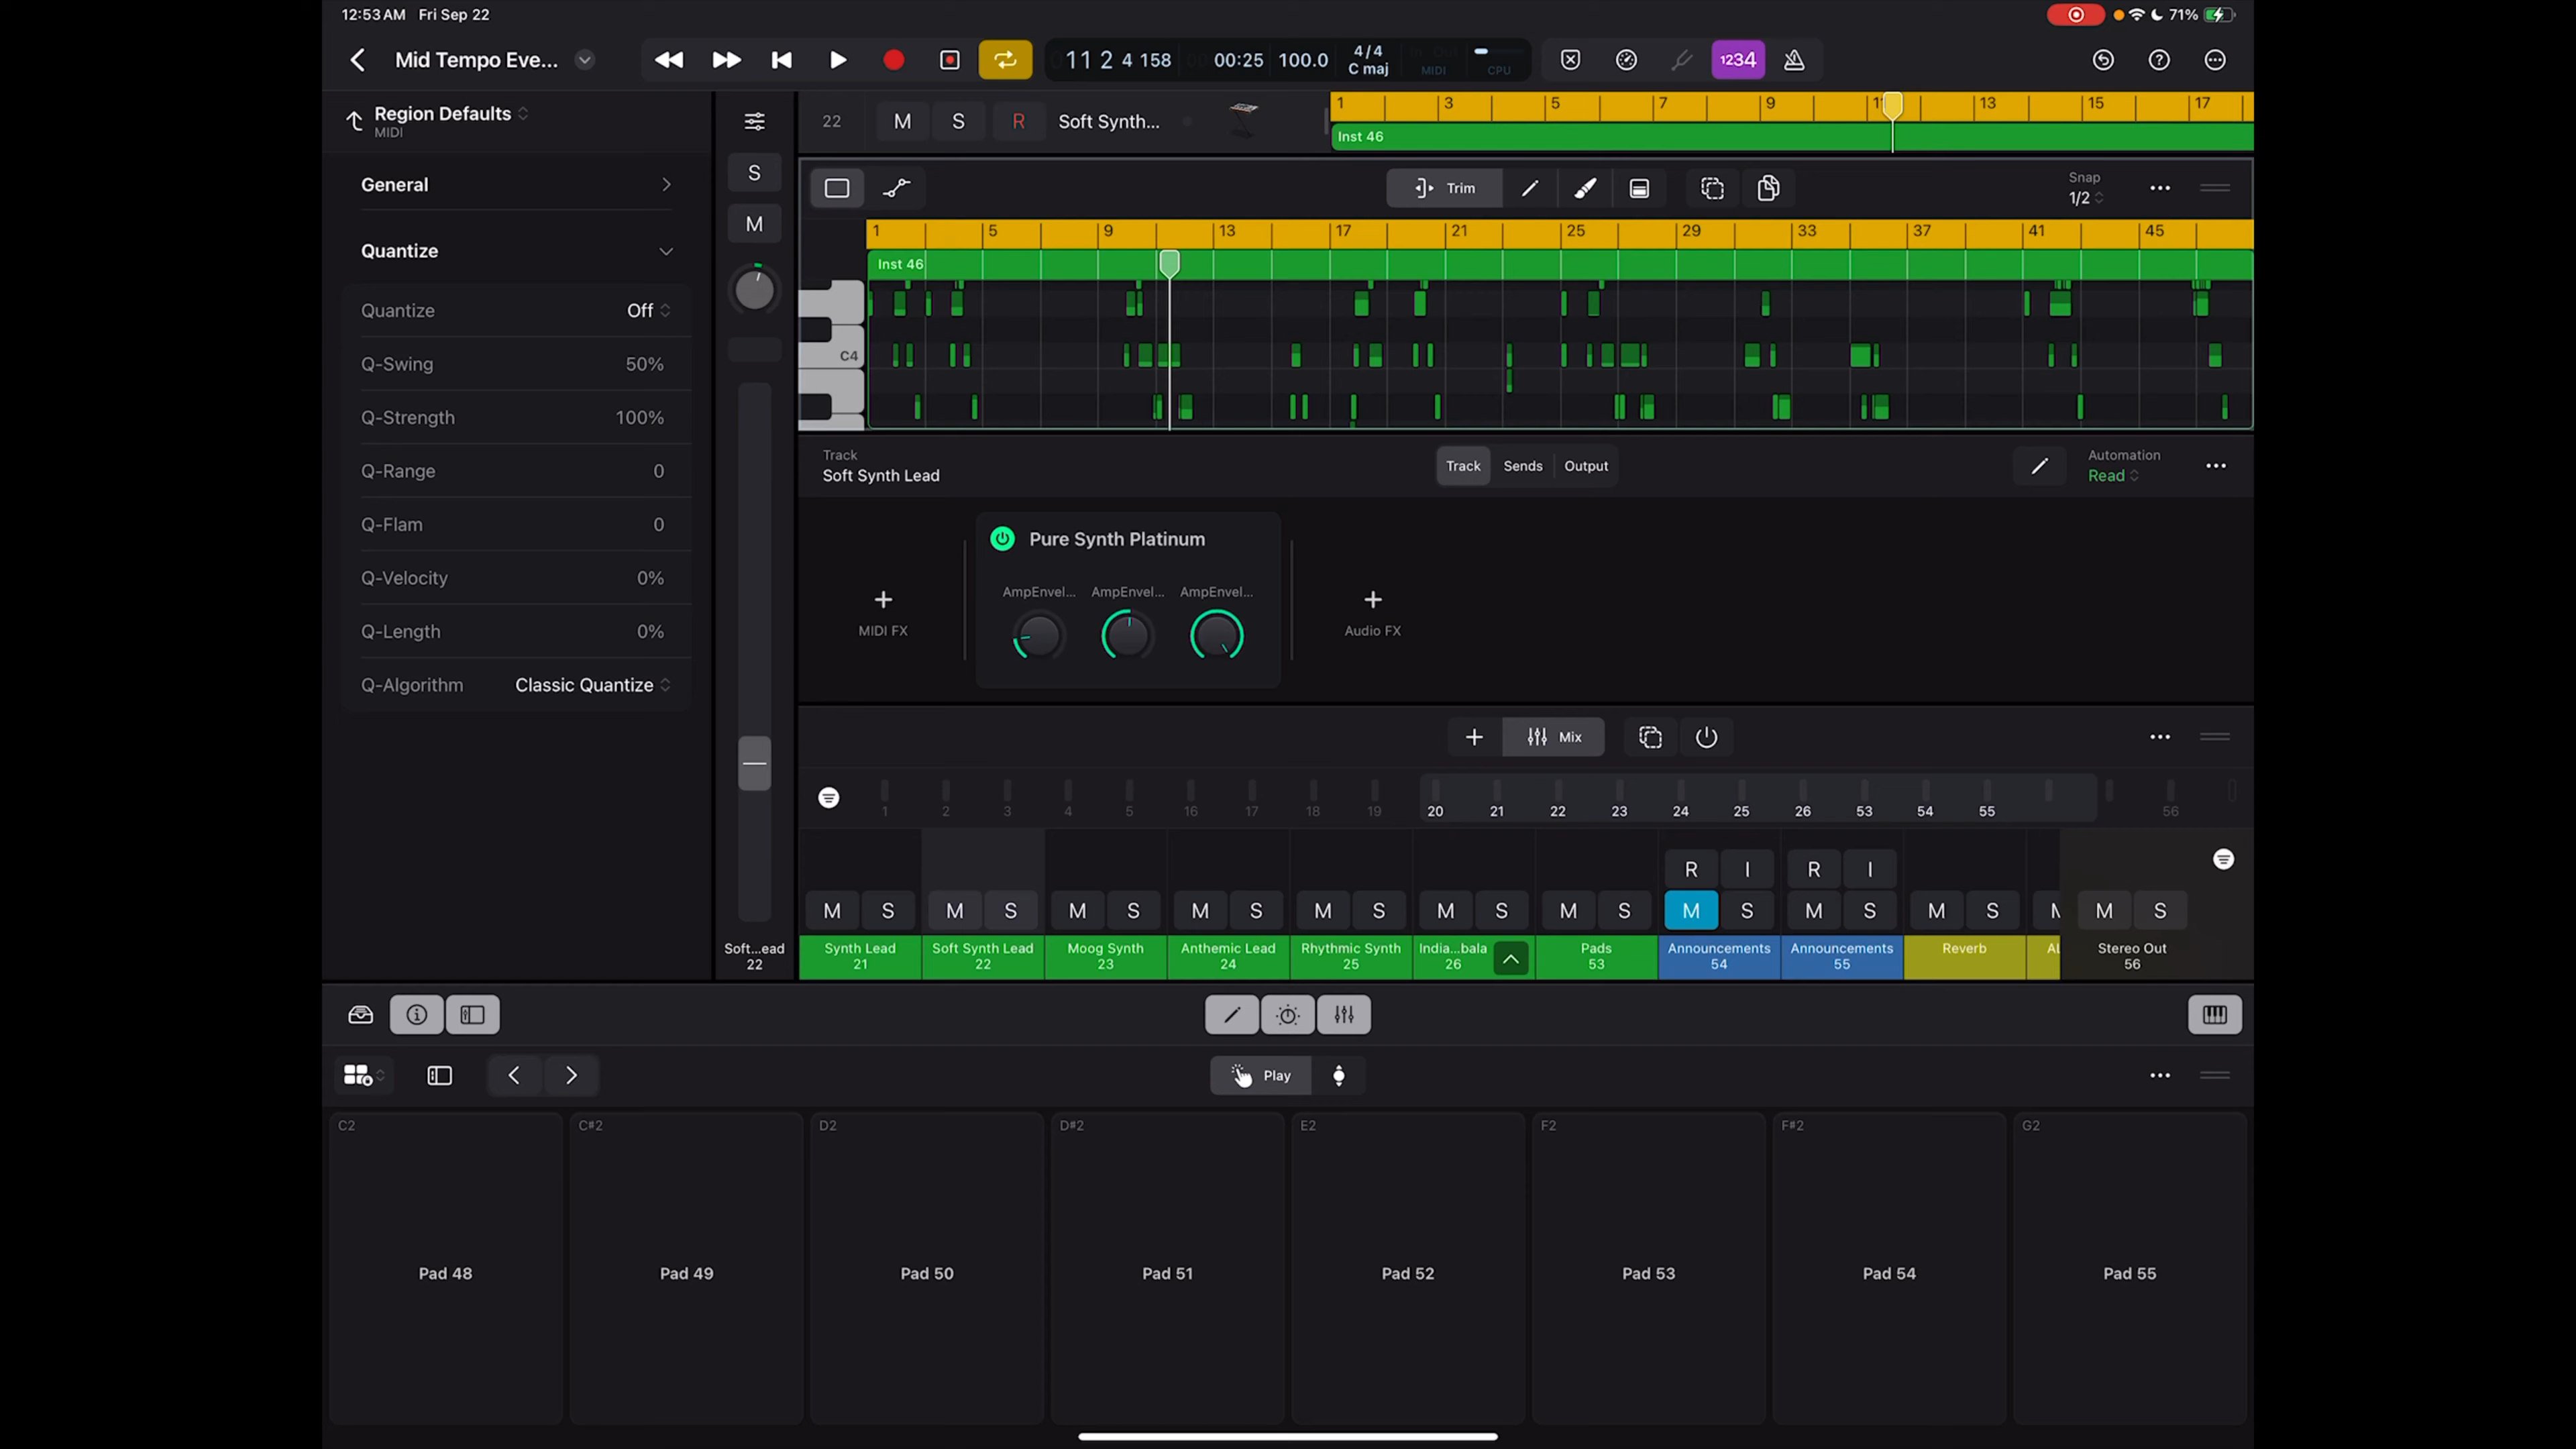 12:53 AM Fri Sep 22
71%
Mid Tempo Eve...
11 2 4 158
00:25
100.0
4/4
C maj
In Out
MIDI
CPU
1234
Region Defaults
MIDI
General
Quantize
Quantize Off
Q-Swing 50%
Q-Strength 100%
Q-Range 0
Q-Flam 0
Q-Velocity 0%
Q-Length 0%
Q-Algorithm Classic Quantize
S
M
Soft...ead
22
22 M S R Soft Synth...
1 3 5 7 9 11 13 15 17
Inst 46
Trim
Snap
1/2
1 5 9 13 17 21 25 29 33 37 41 45
Inst 46
C4
Track
Soft Synth Lead
Track Sends Output
Automation
Read
Pure Synth Platinum
AmpEnvel... AmpEnvel... AmpEnvel...
MIDI FX
Audio FX
Mix
1 2 3 4 5 16 17 18 19 20 21 22 23 24 25 26 53 54 55 56
R I R I
M S M S M S M S M S M S M S M S M S M S M M S
Synth Lead
21
Soft Synth Lead
22
Moog Synth
23
Anthemic Lead
24
Rhythmic Synth
25
India...bala
26
Pads
53
Announcements
54
Announcements
55
Reverb
Stereo Out
56
Play
C2 C#2 D2 D#2 E2 F2 F#2 G2
Pad 48 Pad 49 Pad 50 Pad 51 Pad 52 Pad 53 Pad 54 Pad 55